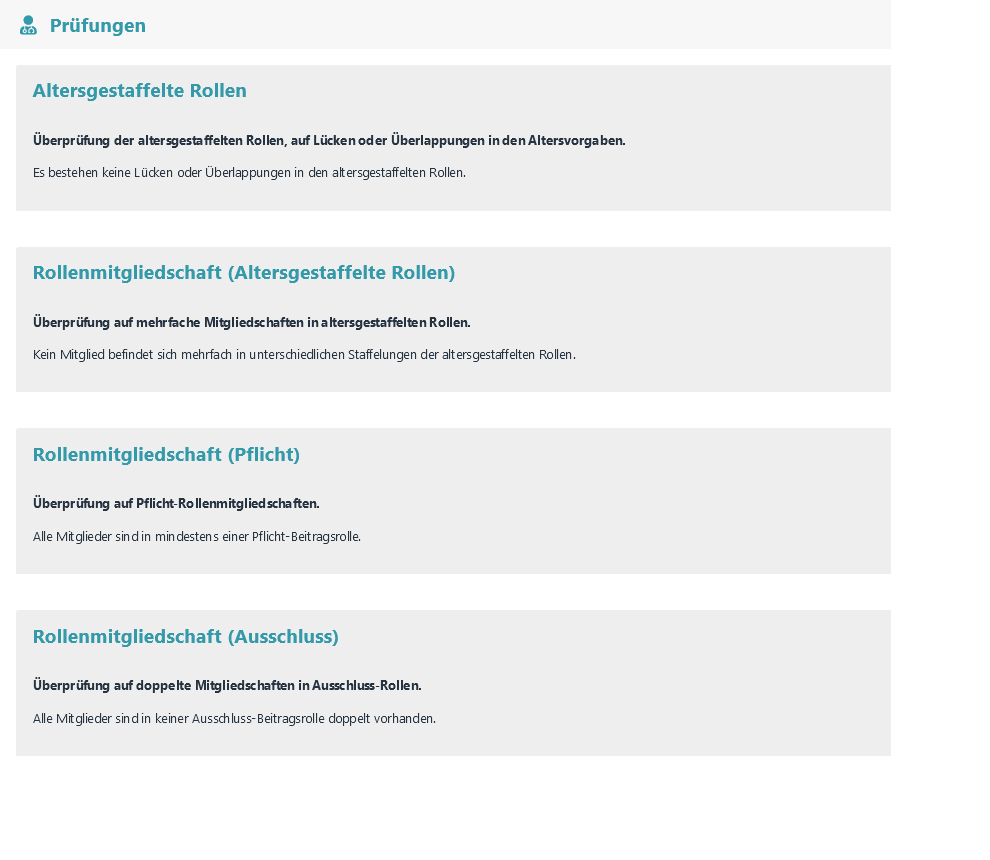 Prüfungen
Altersgestaffelte Rollen
Überprüfung der altersgestaffelten Rollen, auf Lücken oder Überlappungen in den Altersvorgaben.
Es bestehen keine Lücken oder Überlappungen in den altersgestaffelten Rollen.
Rollenmitgliedschaft (Altersgestaffelte Rollen)
Überprüfung auf mehrfache Mitgliedschaften in altersgestaffelten Rollen.
Kein Mitglied befindet sich mehrfach in unterschiedlichen Staffelungen der altersgestaffelten Rollen.
Rollenmitgliedschaft (Pflicht)
Überprüfung auf Pflicht-Rollenmitgliedschaften.
Alle Mitglieder sind in mindestens einer Pflicht-Beitragsrolle.
Rollenmitgliedschaft (Ausschluss)
Überprüfung auf doppelte Mitgliedschaften in Ausschluss-Rollen.
Alle Mitglieder sind in keiner Ausschluss-Beitragsrolle doppelt vorhanden.